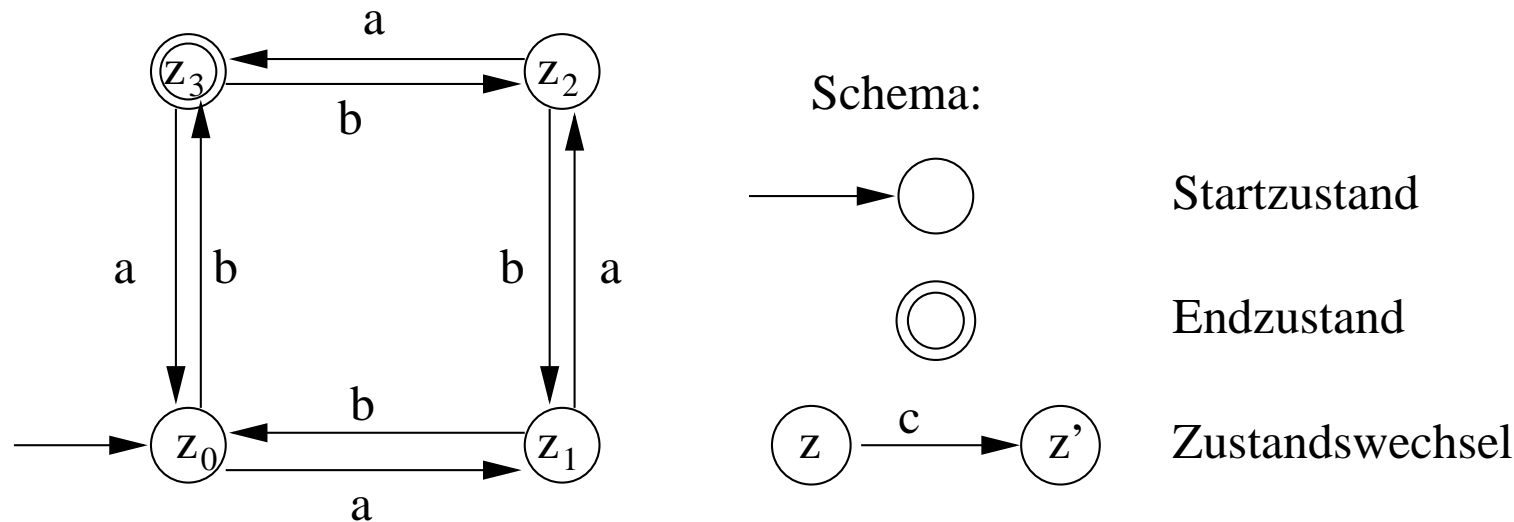 a
z3
z2
b
Schema:
Startzustand
a
b
b
a
Endzustand
b
z0
z1
a
z
c
z'
Zustandswechsel